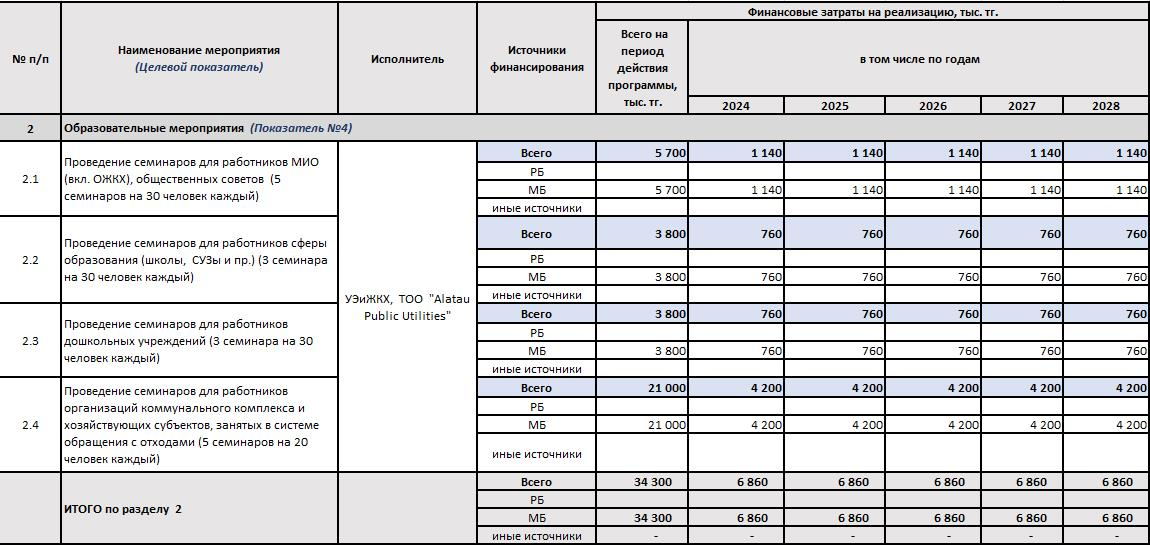 № п/п
Наименование мероприятия
(Целевой показатель)
Исполнитель
Источники
финансирования
Финансовые затраты на реализацию, тыс. тг.
Всего на
период
действия
программы,
тыс. тг.
в том числе по годам
2024 2025 2026 2027 2028
2 Образовательные мероприятия (Показатель №4)
2.1
Проведение семинаров для работников МИО
(вкл. ОЖКХ), общественных советов (5
семинаров на 30 человек каждый)
УЭиЖКХ, ТОО "Alatau
Public Utilities"
Всего 5 700 1 140 1 140 1 140 1 140 1 140
РБ
МБ 5 700 1 140 1 140 1 140 1 140 1 140
иные источники
2.2
Проведение семинаров для работников сферы
образования (школы, СУЗы и пр.) (3 семинара
на 30 человек каждый)
Всего 3 800 760 760 760 760 760
РБ
МБ 3 800 760 760 760 760 760
иные источники
2.3
Проведение семинаров для работников
дошкольных учреждений (3 семинара на 30
человек каждый)
Всего 3 800 760 760 760 760 760
РБ
МБ 3 800 760 760 760 760 760
иные источники
2.4
Проведение семинаров для работников
организаций коммунального комплекса и
хозяйствующих субъектов, занятых в системе
обращения с отходами (5 семинаров на 20
человек каждый)
Всего 21 000 4 200 4 200 4 200 4 200 4 200
РБ
МБ 21 000 4 200 4 200 4 200 4 200 4 200
иные источники
ИТОГО по разделу 2
Всего 34 300 6 860 6 860 6 860 6 860 6 860
РБ
МБ 34 300 6 860 6 860 6 860 6 860 6 860
иные источники - - - - - -